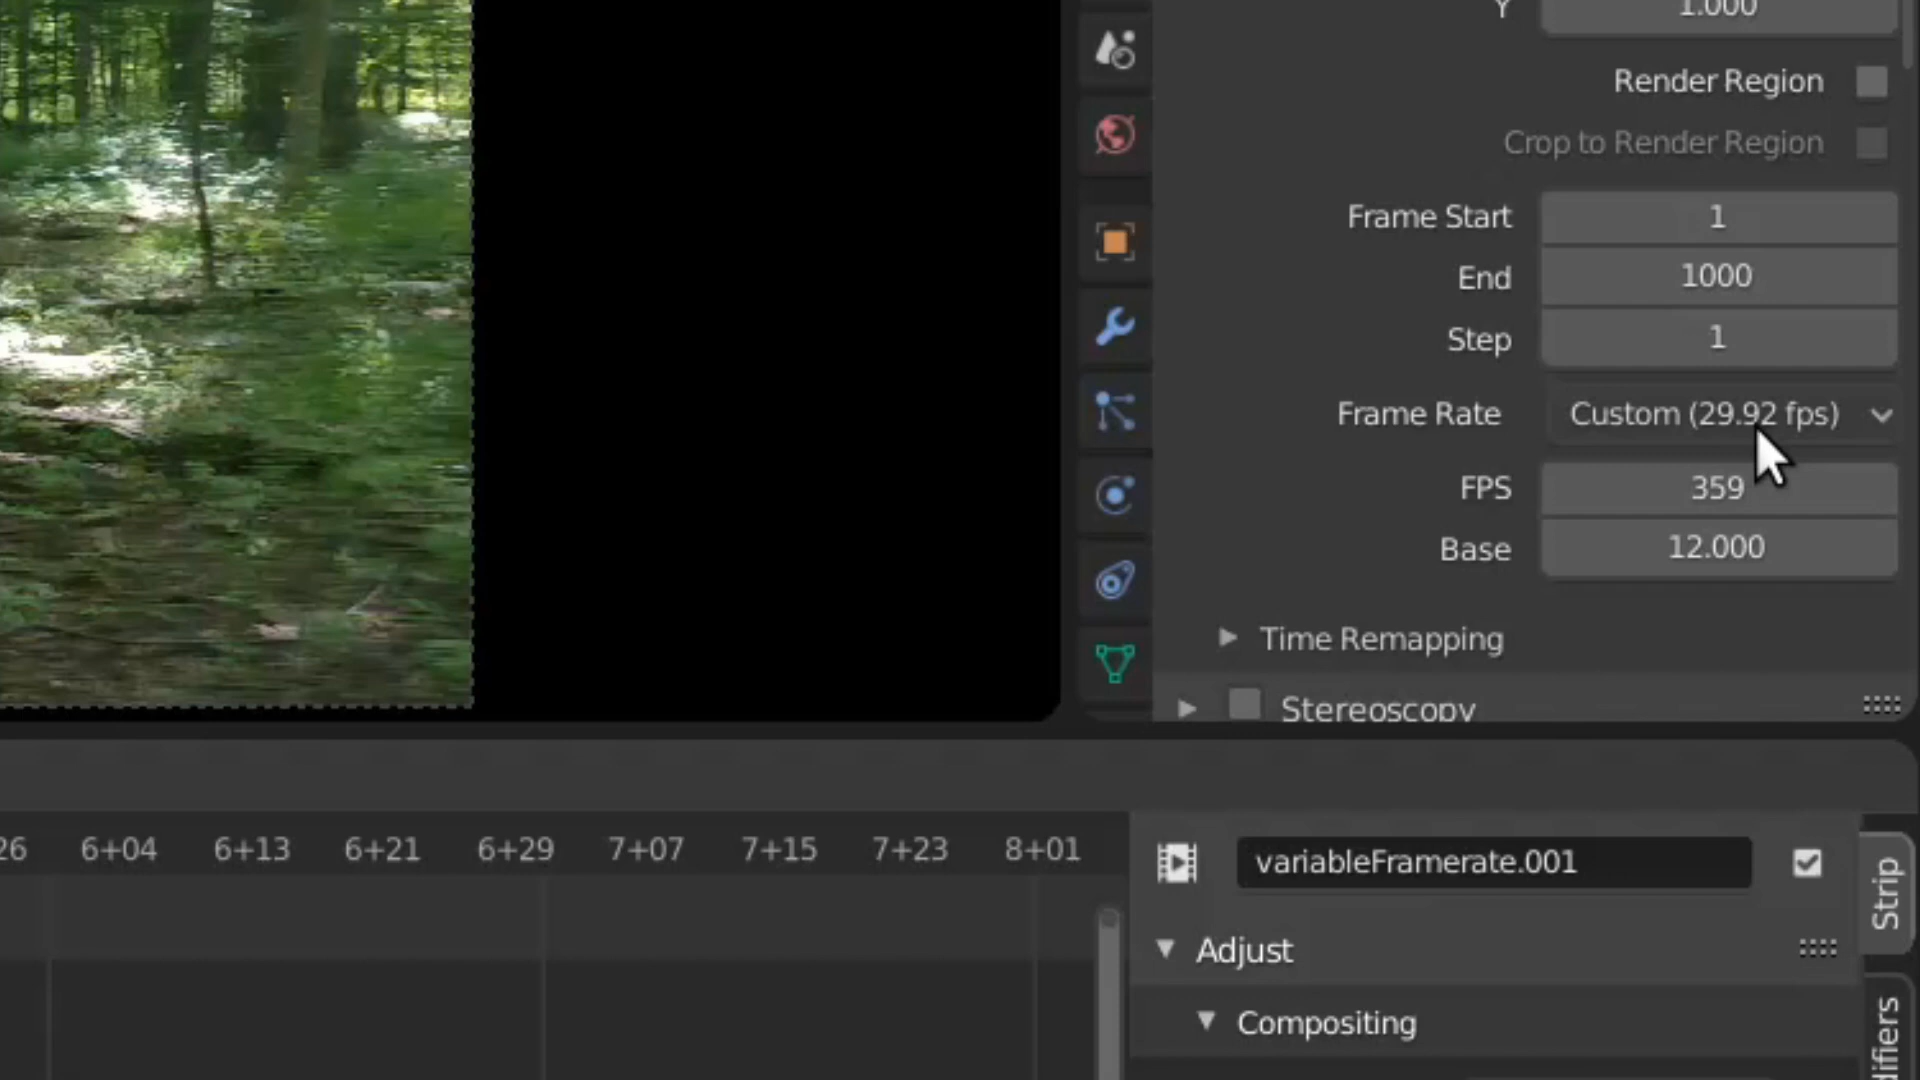 Y 1.000
Render Region
Crop to Render Region
Frame Start 1
End 1000
Step 1
Frame Rate Custom (29.92 fps)
FPS 359
Base 12.000
Time Remapping
Stereoscopy
26 6+04 6+13 6+21 6+29 7+07 7+15 7+23 8+01
variableFramerate.001
Strip
Adjust
Compositing
difiers